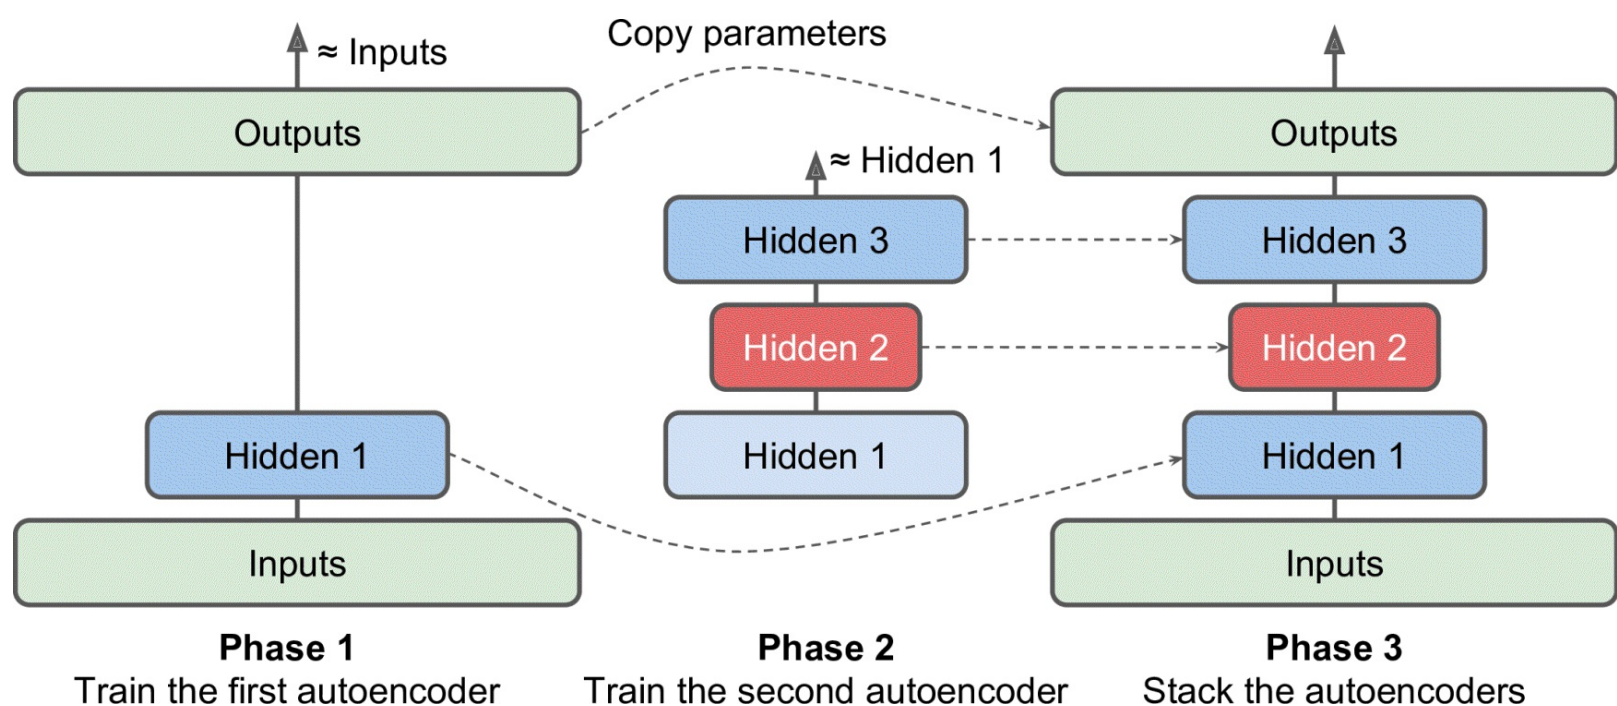 ≈ Inputs
Outputs
Hidden 1
Inputs
Phase 1
Train the first autoencoder
Copy parameters
≈ Hidden 1
Hidden 3
Hidden 2
Hidden 1
Phase 2
Train the second autoencoder
Outputs
Hidden 3
Hidden 2
Hidden 1
Inputs
Phase 3
Stack the autoencoders